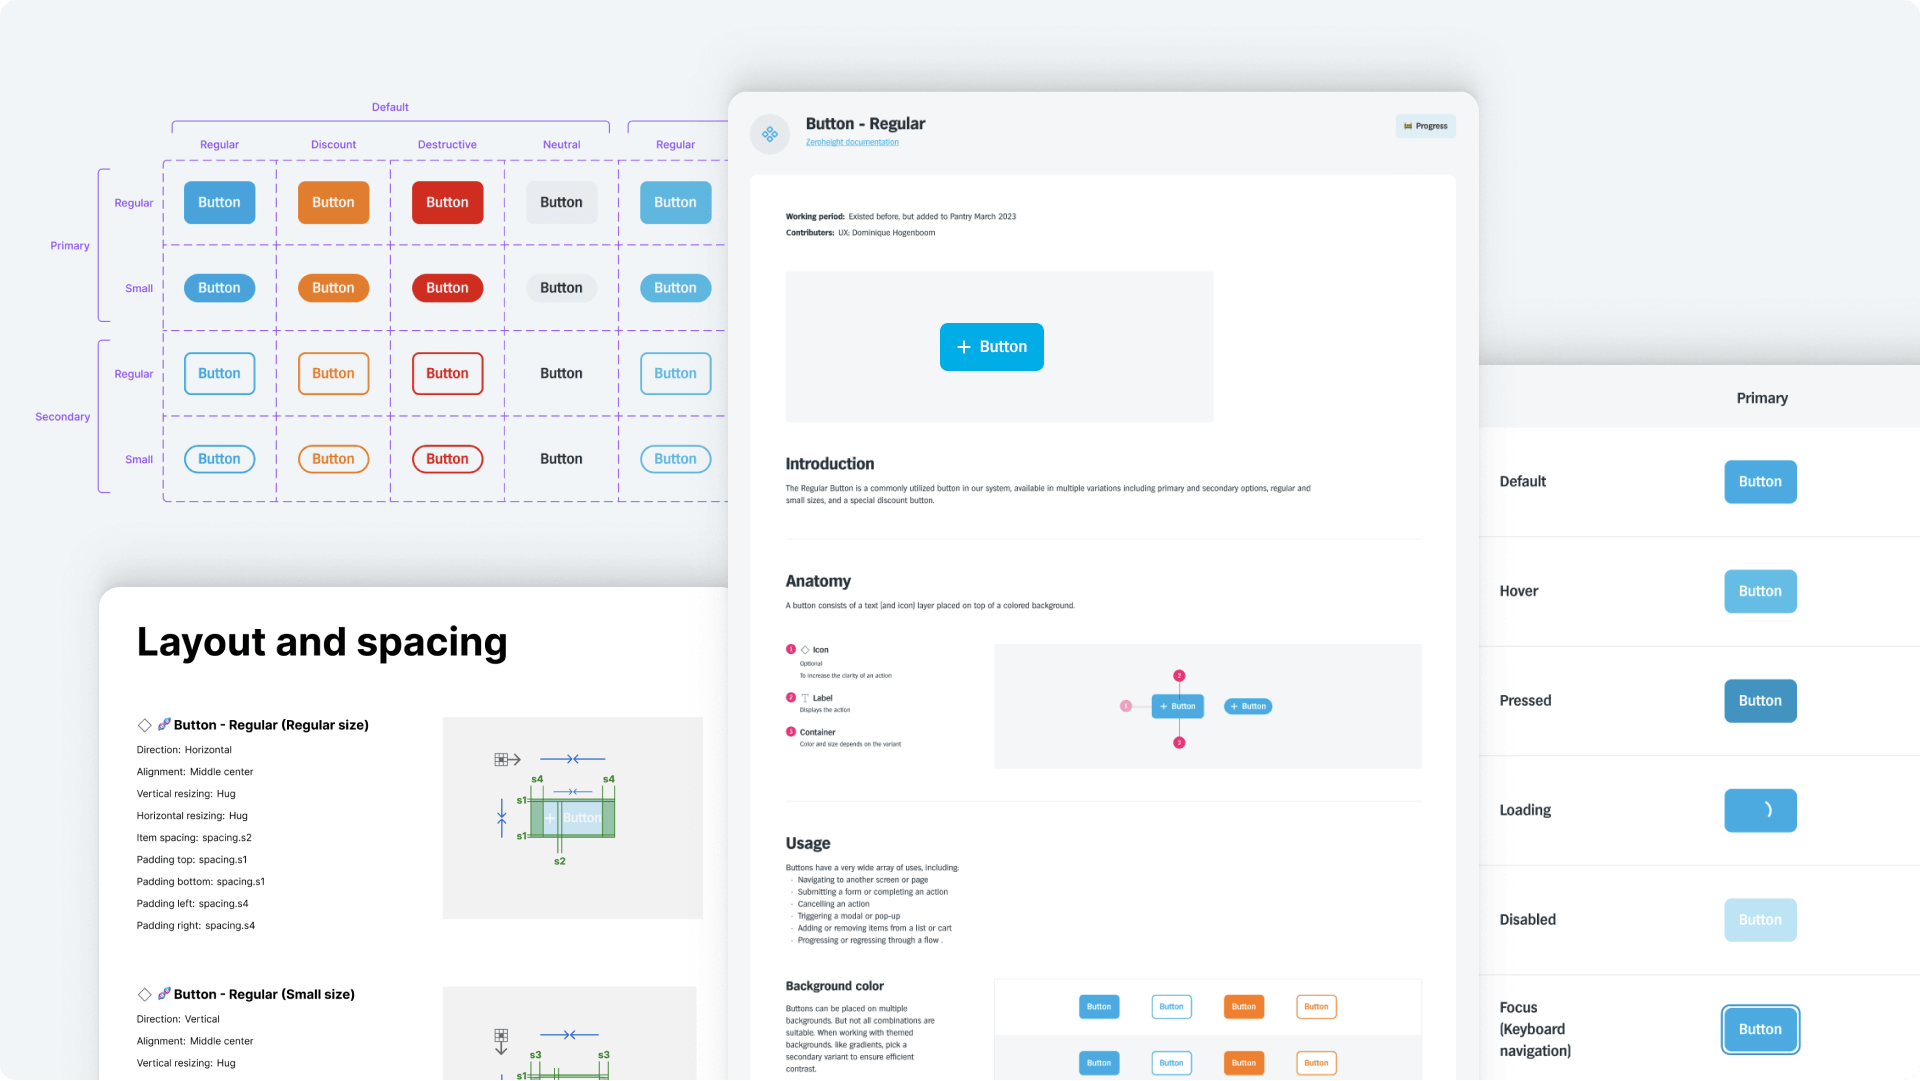 Default
Regular
Discount
Destructive
Neutral
Regular
Primary
Regular
Button
Button
Button
Button
Button
Small
Button
Button
Button
Button
Button
Secondary
Regular
Button
Button
Button
Button
Button
Small
Button
Button
Button
Button
Button
Layout and spacing
Button - Regular (Regular size)
Direction: Horizontal
Alignment: Middle center
Vertical resizing: Hug
Horizontal resizing: Hug
Item spacing: spacing.s2
Padding top: spacing.s1
Padding bottom: spacing.s1
Padding left: spacing.s4
Padding right: spacing.s4
s4
s4
s1
Button
s1
s2
Button - Regular (Small size)
Direction: Vertical
Alignment: Middle center
Vertical resizing: Hug
s3
s3
s1
Button - Regular
Zeroheight documentation
Progress
Working period: Existed before, but added to Pantry March 2023
Contributers: UX: Dominique Hogenboom
+ Button
Introduction
The Regular Button is a commonly utilized button in our system, available in multiple variations including primary and secondary options, regular and
small sizes, and a special discount button.
Anatomy
A button consists of a text (and icon) layer placed on top of a colored background.
1 Icon
Optional
To increase the clarity of an action
2 Label
Displays the action
3 Container
Color and size depends on the variant
2
1
+ Button
+ Button
3
Usage
Buttons have a very wide array of uses, including:
· Navigating to another screen or page
· Submitting a form or completing an action
· Cancelling an action
· Triggering a modal or pop-up
· Adding or removing items from a list or cart
· Progressing or regressing through a flow .
Background color
Buttons can be placed on multiple
backgrounds. But not all combinations are
suitable. When working with themed
backgrounds, like gradients, pick a
secondary variant to ensure efficient
contrast.
Button
Button
Button
Button
Button
Button
Button
Button
Primary
Default
Button
Hover
Button
Pressed
Button
Loading
Disabled
Button
Focus
(Keyboard
navigation)
Button